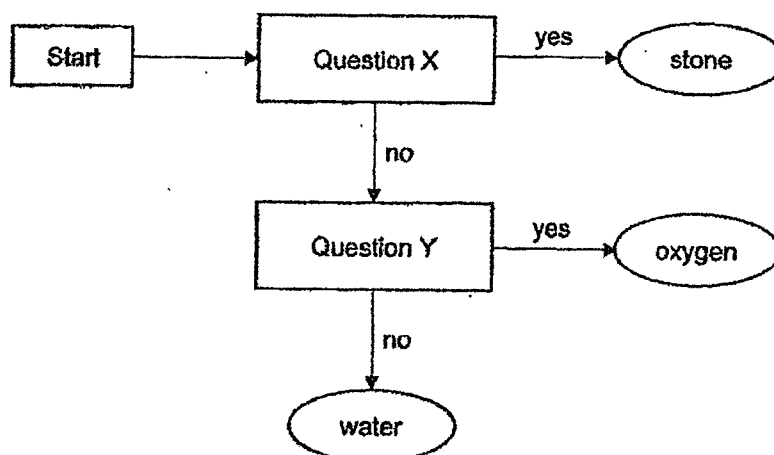 Start
Question X
yes
stone
no
Question Y
yes
oxygen
no
water